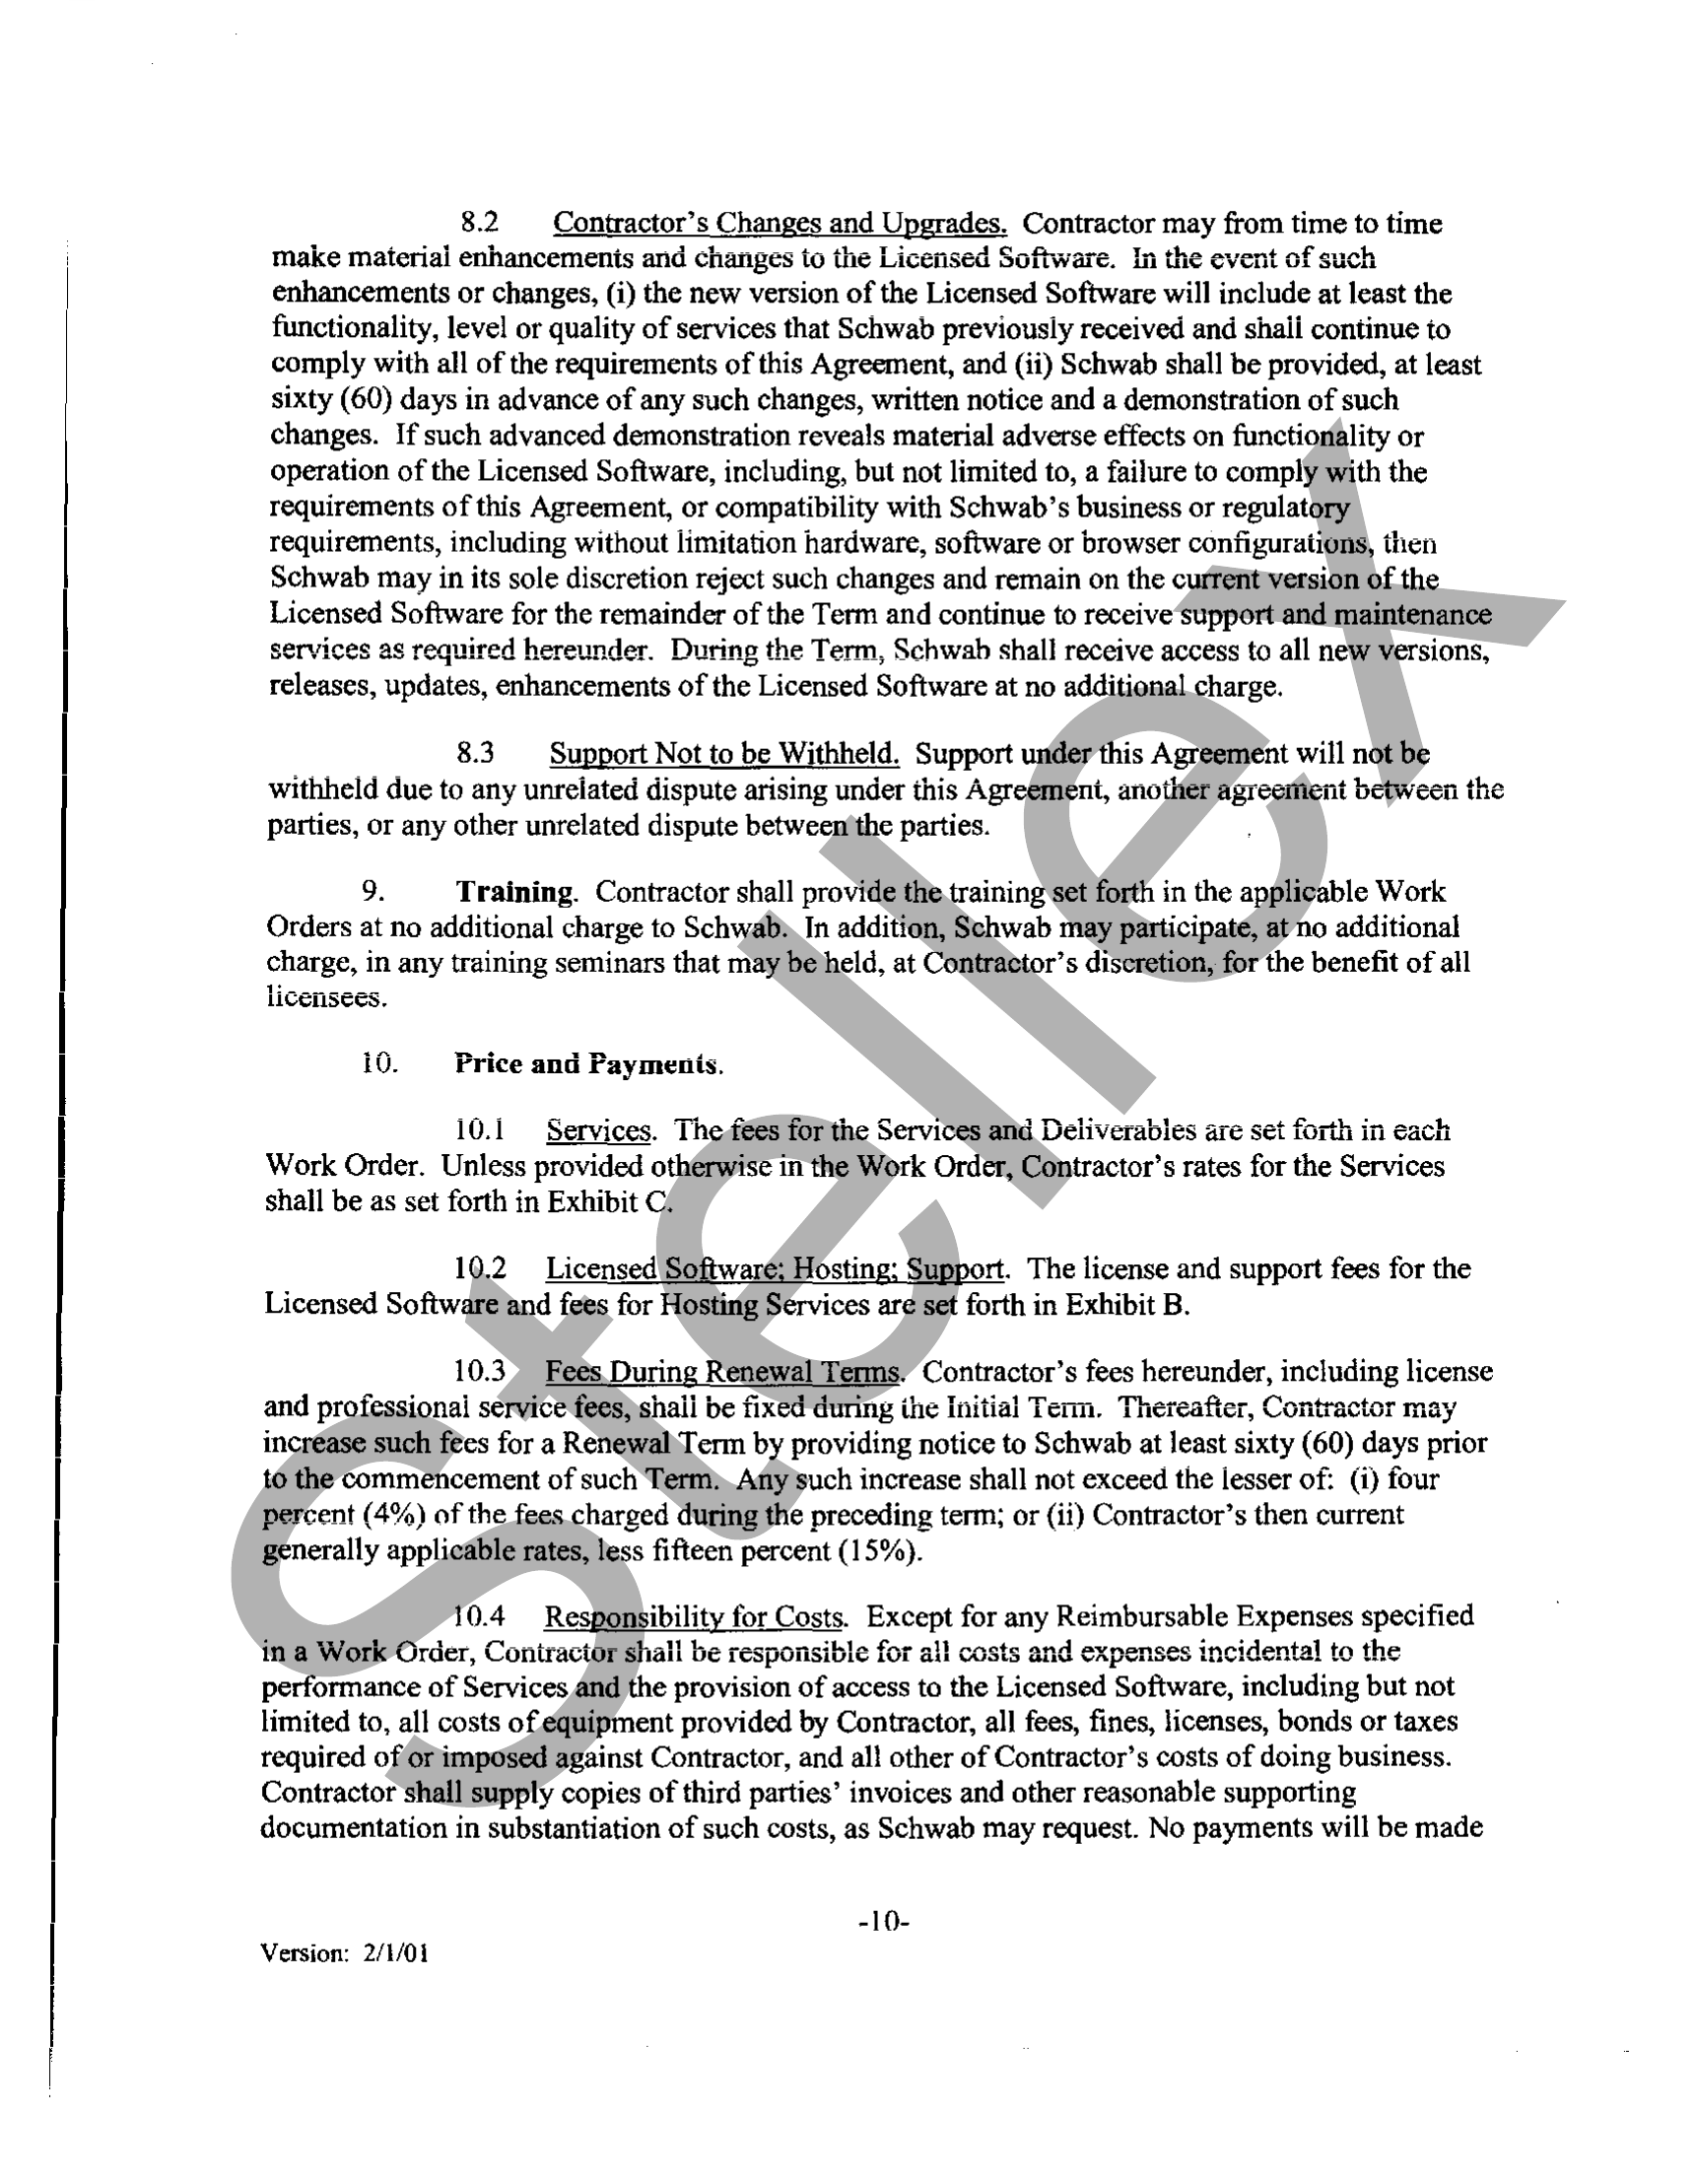 8.2 Contractor's Changes and Upgrades. Contractor may from time to time
make material enhancements and changes to the Licensed Software. In the event of such
enhancements or changes, (i) the new version of the Licensed Software will include at least the
functionality, level or quality of services that Schwab previously received and shall continue to
comply with all of the requirements of this Agreement, and (ii) Schwab shall be provided, at least
sixty (60) days in advance of any such changes, written notice and a demonstration of such
changes. If such advanced demonstration reveals material adverse effects on functionality or
operation of the Licensed Software, including, but not limited to, a failure to comply with the
requirements of this Agreement, or compatibility with Schwab's business or regulatory
requirements, including without limitation hardware, software or browser configurations, then
Schwab may in its sole discretion reject such changes and remain on the current version of the
Licensed Software for the remainder of the Term and continue to receive support and maintenance
services as required hereunder. During the Term, Schwab shall receive access to all new versions,
releases, updates, enhancements of the Licensed Software at no additional charge.
8.3 Support Not to be Withheld. Support under this Agreement will not be
withheld due to any unrelated dispute arising under this Agreement, another agreement between the
parties, or any other unrelated dispute between the parties.
9. Training. Contractor shall provide the training set forth in the applicable Work
Orders at no additional charge to Schwab. In addition, Schwab may participate, at no additional
charge, in any training seminars that may be held, at Contractor's discretion, for the benefit of all
licensees.
10. Price and Payments.
10.1 Services. The fees for the Services and Deliverables are set forth in each
Work Order. Unless provided otherwise in the Work Order, Contractor's rates for the Services
shall be as set forth in Exhibit C.
10.2 Licensed Software; Hosting; Support. The license and support fees for the
Licensed Software and fees for Hosting Services are set forth in Exhibit B.
10.3 Fees During Renewal Terms. Contractor's fees hereunder, including license
and professional service fees, shall be fixed during the Initial Term. Thereafter, Contractor may
increase such fees for a Renewal Term by providing notice to Schwab at least sixty (60) days prior
to the commencement of such Term. Any such increase shall not exceed the lesser of: (i) four
percent (4%) of the fees charged during the preceding term; or (ii) Contractor's then current
generally applicable rates, less fifteen percent (15%).
10.4 Responsibility for Costs. Except for any Reimbursable Expenses specified
in a Work Order, Contractor shall be responsible for all costs and expenses incidental to the
performance of Services and the provision of access to the Licensed Software, including but not
limited to, all costs of equipment provided by Contractor, all fees, fines, licenses, bonds or taxes
required of or imposed against Contractor, and all other of Contractor's costs of doing business.
Contractor shall supply copies of third parties' invoices and other reasonable supporting
documentation in substantiation of such costs, as Schwab may request. No payments will be made
-10-
Version: 2/1/01
Stellex